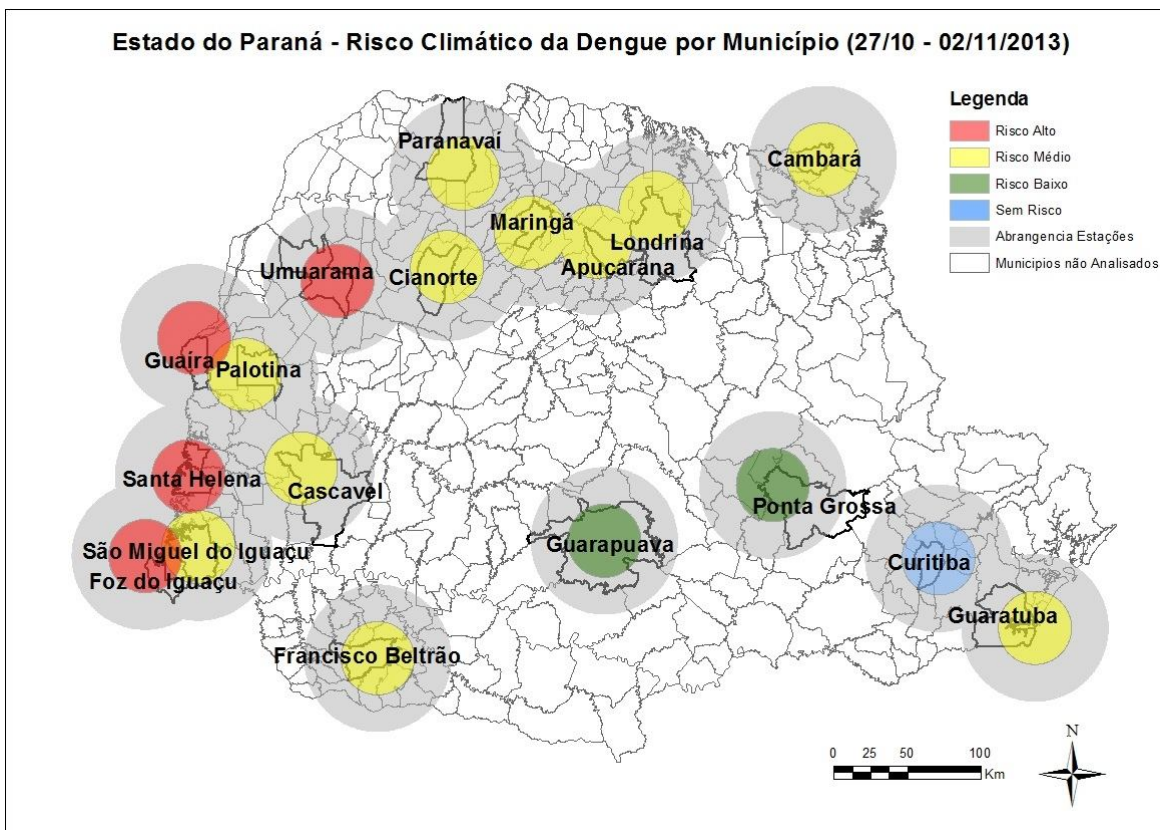 Estado do Paraná - Risco Climático da Dengue por Município (27/10 - 02/11/2013)
Legenda
Risco Alto
Risco Médio
Risco Baixo
Sem Risco
Abrangencia Estações
Municipios não Analisados
Paranavaí
Cambará
Maringá
Londrina
Apucarana
Umuarama
Cianorte
Guaíra
Palotina
Santa Helena
Cascavel
Ponta Grossa
São Miguel do Iguaçu
Foz do Iguaçu
Guarapuava
Curitiba
Guaratuba
Francisco Beltrão
N
0 25 50 100
Km